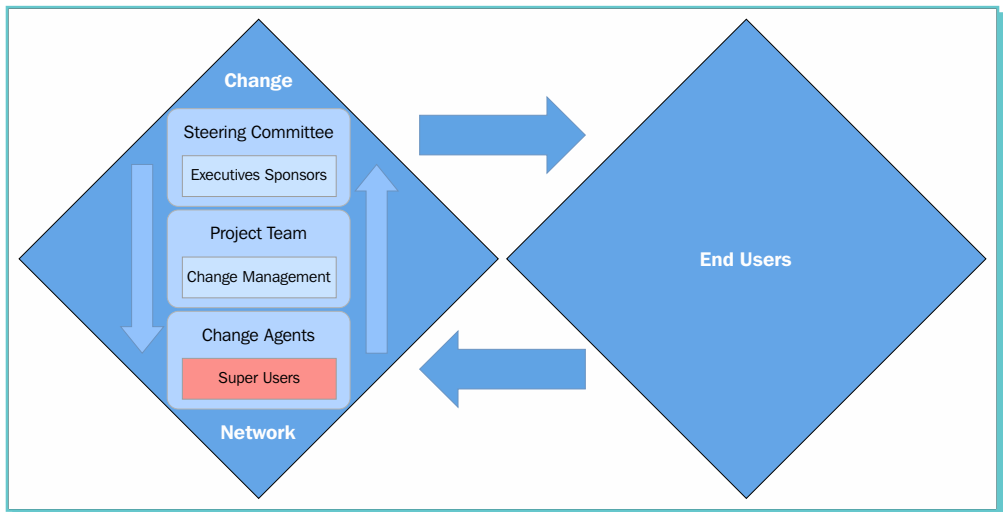 Change
Steering Committee
Executives Sponsors
Project Team
Change Management
Change Agents
Super Users
Network
End Users